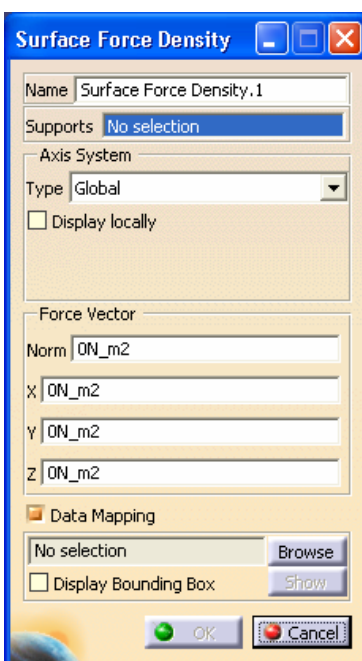 Surface Force Density
Name Surface Force Density.1
Supports No selection
Axis System
Type Global
Display locally
Force Vector
Norm 0N_m2
X 0N_m2
Y 0N_m2
Z 0N_m2
Data Mapping
No selection Browse
Display Bounding Box Show
OK Cancel